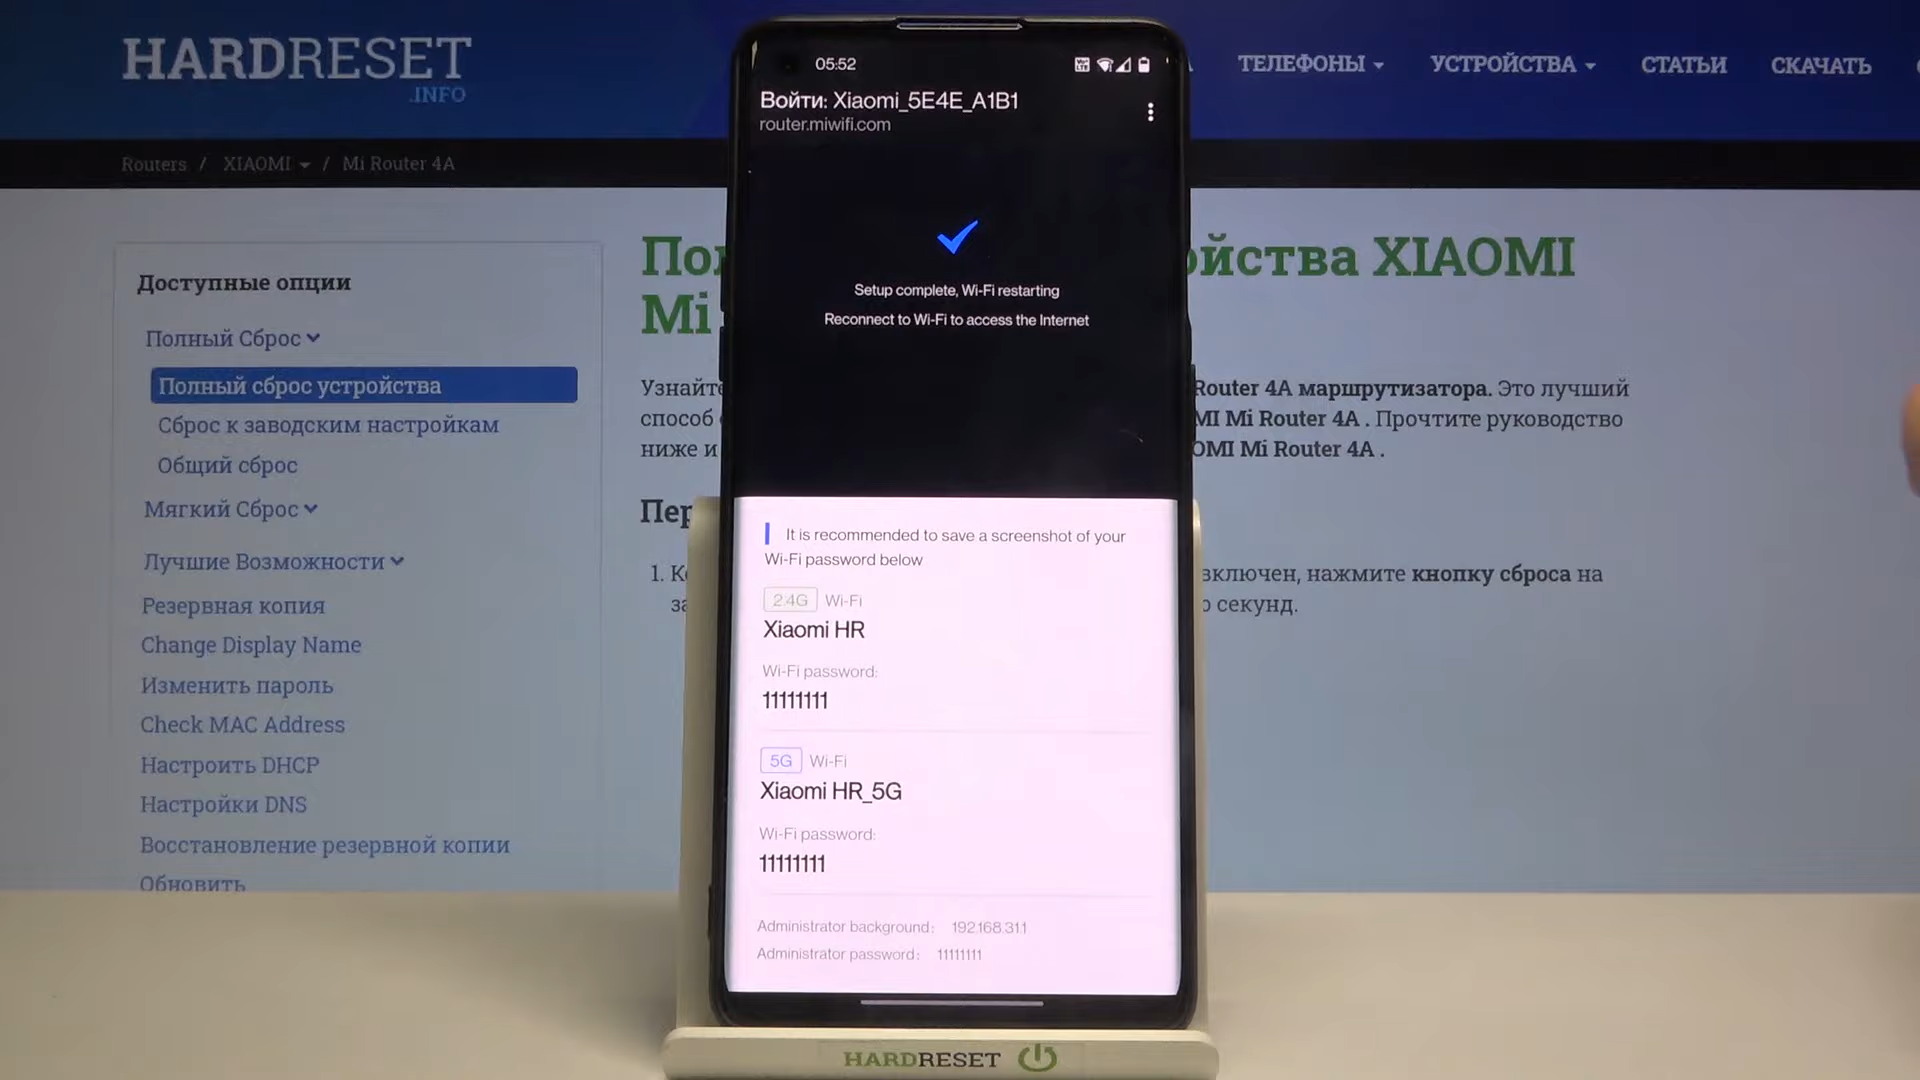 HARDRESET
.INFO
ТЕЛЕФОНЫ
УСТРОЙСТВА
СТАТЬИ
СКАЧАТЬ
Routers / XIAOMI / Mi Router 4A
Доступные опции
Полный Сброс
Полный сброс устройства
Сброс к заводским настройкам
Общий сброс
Мягкий Сброс
Лучшие Возможности
Резервная копия
Change Display Name
Изменить пароль
Check MAC Address
Настроить DHCP
Настройки DNS
Восстановление резервной копии
Обновить
XIAOMI
Mi
Узнайте
Router 4A маршрутизатора. Это лучший
способ
Mi Router 4A . Прочтите руководство
ниже и
Mi Router 4A .
1.
включен, нажмите кнопку сброса на
секунд.
05:52
Войти: Xiaomi_5E4E_A1B1
router.miwifi.com
Setup complete, Wi-Fi restarting
Reconnect to Wi-Fi to access the Internet
It is recommended to save a screenshot of your
Wi-Fi password below
2.4G Wi-Fi
Xiaomi HR
Wi-Fi password:
11111111
5G Wi-Fi
Xiaomi HR_5G
Wi-Fi password:
11111111
Administrator background: 192.168.31.1
Administrator password: 11111111
HARDRESET